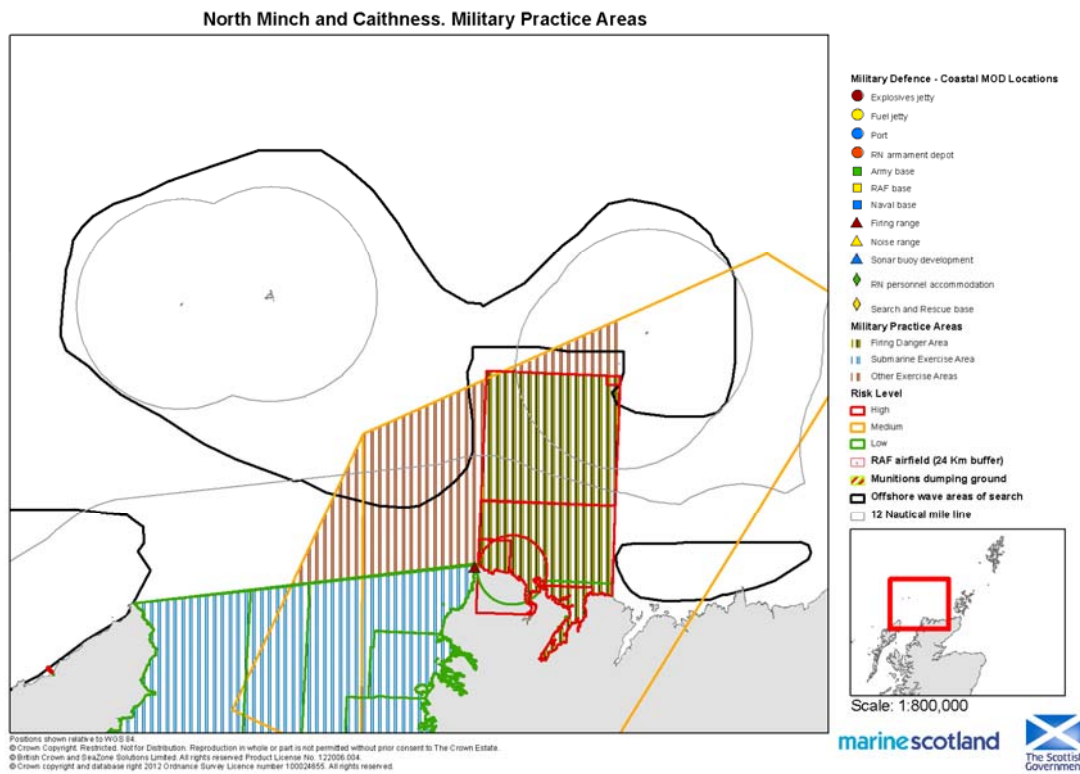 North Minch and Caithness. Military Practice Areas
Military Defence - Coastal MOD Locations
Explosives jetty
Fuel jetty
Port
RN armament depot
Army base
RAF base
Naval base
Firing range
Noise range
Sonar buoy development
RN personnel accommodation
Search and Rescue base
Military Practice Areas
Firing Danger Area
Submarine Exercise Area
Other Exercise Areas
Risk Level
High
Medium
Low
RAF airfield (24 Km buffer)
Munitions dumping ground
Offshore wave areas of search
12 Nautical mile line
Scale: 1:800,000
Positions shown relative to WGS 84.
© Crown Copyright. Restricted. Not for Distribution. Reproduction in whole or part is not permitted without prior consent to The Crown Estate.
© British Crown and SeaZone Solutions Limited. All rights reserved Product License No. 122006.004.
© Crown copyright and database right 2012 Ordnance Survey Licence number 100024655. All rights reserved.
marinescotland
The Scottish
Government